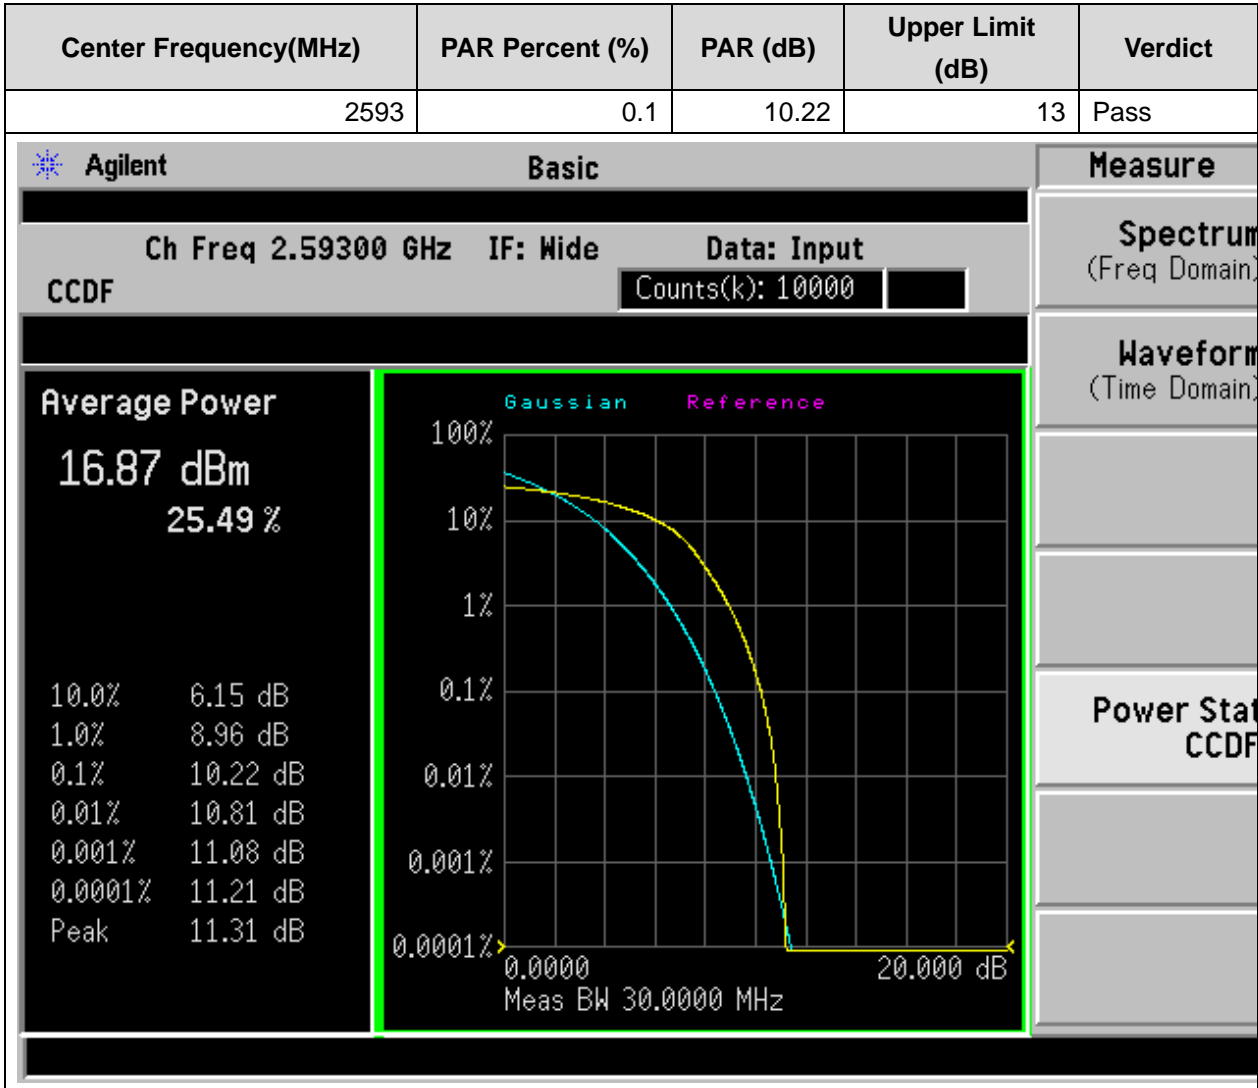 Center Frequency(MHz) PAR Percent (%) PAR (dB) Upper Limit (dB) Verdict
2593 0.1 10.22 13 Pass
Agilent Basic Measure
Ch Freq 2.59300 GHz IF: Wide Data: Input
CCDF Counts(k): 10000
Spectrum
(Freq Domain)
Waveform
(Time Domain)
Power Stat
CCDF
Average Power
16.87 dBm
25.49 %
10.0% 6.15 dB
1.0% 8.96 dB
0.1% 10.22 dB
0.01% 10.81 dB
0.001% 11.08 dB
0.0001% 11.21 dB
Peak 11.31 dB
Gaussian Reference
100%
10%
1%
0.1%
0.01%
0.001%
0.0001%
0.0000 20.000 dB
Meas BW 30.0000 MHz